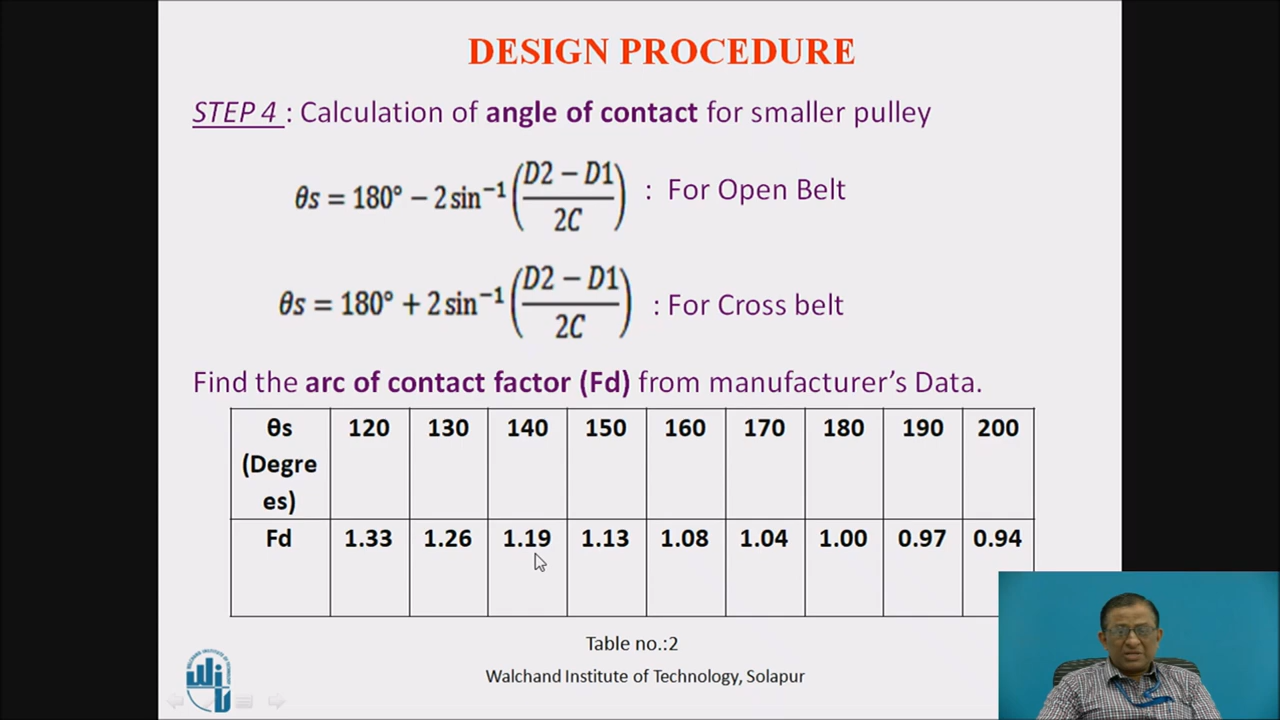 DESIGN PROCEDURE
STEP 4 : Calculation of angle of contact for smaller pulley
θs = 180° − 2 sin⁻¹ ((D2 − D1)/2C) : For Open Belt
θs = 180° + 2 sin⁻¹ ((D2 − D1)/2C) : For Cross belt
Find the arc of contact factor (Fd) from manufacturer's Data.
θs (Degre es) 120 130 140 150 160 170 180 190 200
Fd 1.33 1.26 1.19 1.13 1.08 1.04 1.00 0.97 0.94
Table no.:2
Walchand Institute of Technology, Solapur